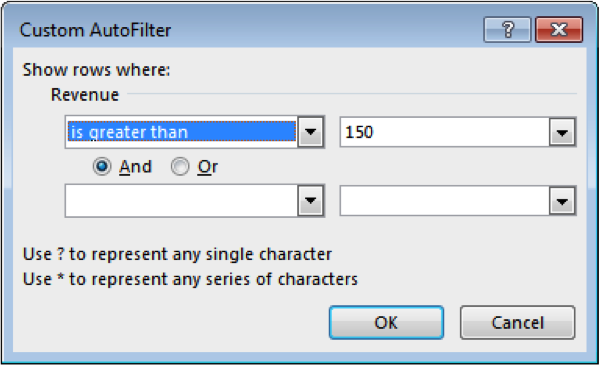 Custom AutoFilter
Show rows where:
Revenue
is greater than 150
And Or
Use ? to represent any single character
Use * to represent any series of characters
OK Cancel